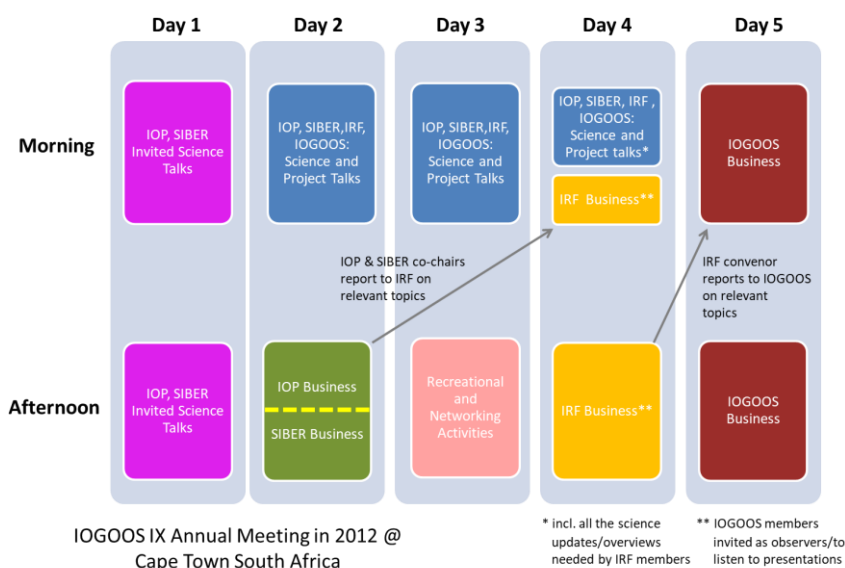 Day 1
Day 2
Day 3
Day 4
Day 5
Morning
IOP, SIBER
Invited Science
Talks
IOP, SIBER,IRF,
IOGOOS:
Science and
Project Talks
IOP, SIBER,IRF,
IOGOOS:
Science and
Project Talks
IOP, SIBER, IRF ,
IOGOOS:
Science and
Project talks*
IRF Business**
IOGOOS
Business
IOP & SIBER co-chairs
report to IRF on
relevant topics
IRF convenor
reports to IOGOOS
on relevant
topics
Afternoon
IOP, SIBER
Invited Science
Talks
IOP Business
SIBER Business
Recreational
and
Networking
Activities
IRF Business**
IOGOOS
Business
IOGOOS IX Annual Meeting in 2012 @
Cape Town South Africa
* incl. all the science
updates/overviews
needed by IRF members
** IOGOOS members
invited as observers/to
listen to presentations